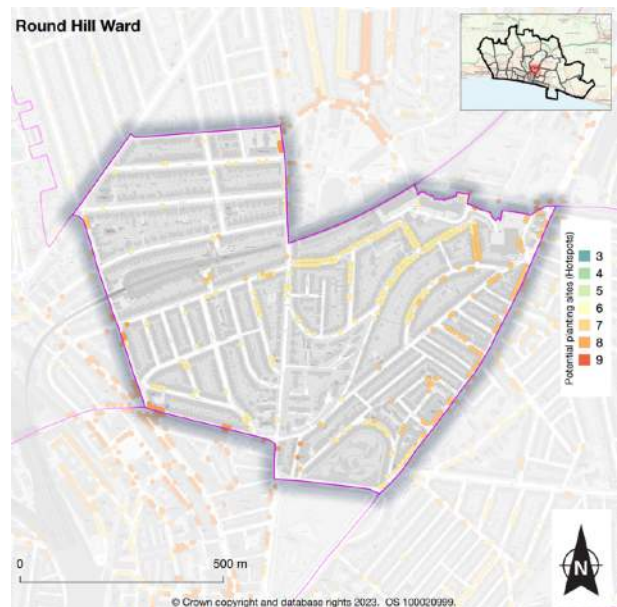 Round Hill Ward
Potential planting sites (Hotspots)
3
4
5
6
7
8
9
0
500 m
N
© Crown copyright and database rights 2023. OS 100020999.